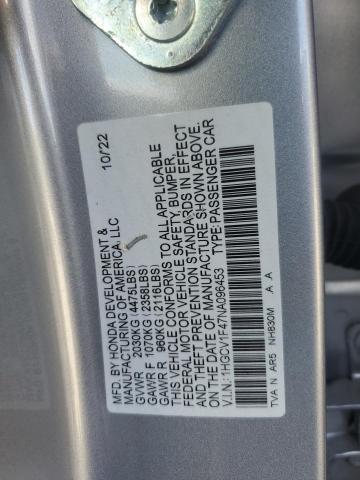 MFD. BY HONDA DEVELOPMENT & 10/22
MANUFACTURING OF AMERICA, LLC
GVWR 2030KG (4475LBS)
GAWR F 1070KG (2358LBS)
GAWR R 960KG (2116LBS)
THIS VEHICLE CONFORMS TO ALL APPLICABLE
FEDERAL MOTOR VEHICLE SAFETY, BUMPER,
AND THEFT PREVENTION STANDARDS IN EFFECT
ON THE DATE OF MANUFACTURE SHOWN ABOVE.
V.I.N.: 1HGCV1F47NA096453 TYPE: PASSENGER CAR
TVA N AR5 NH830M A A